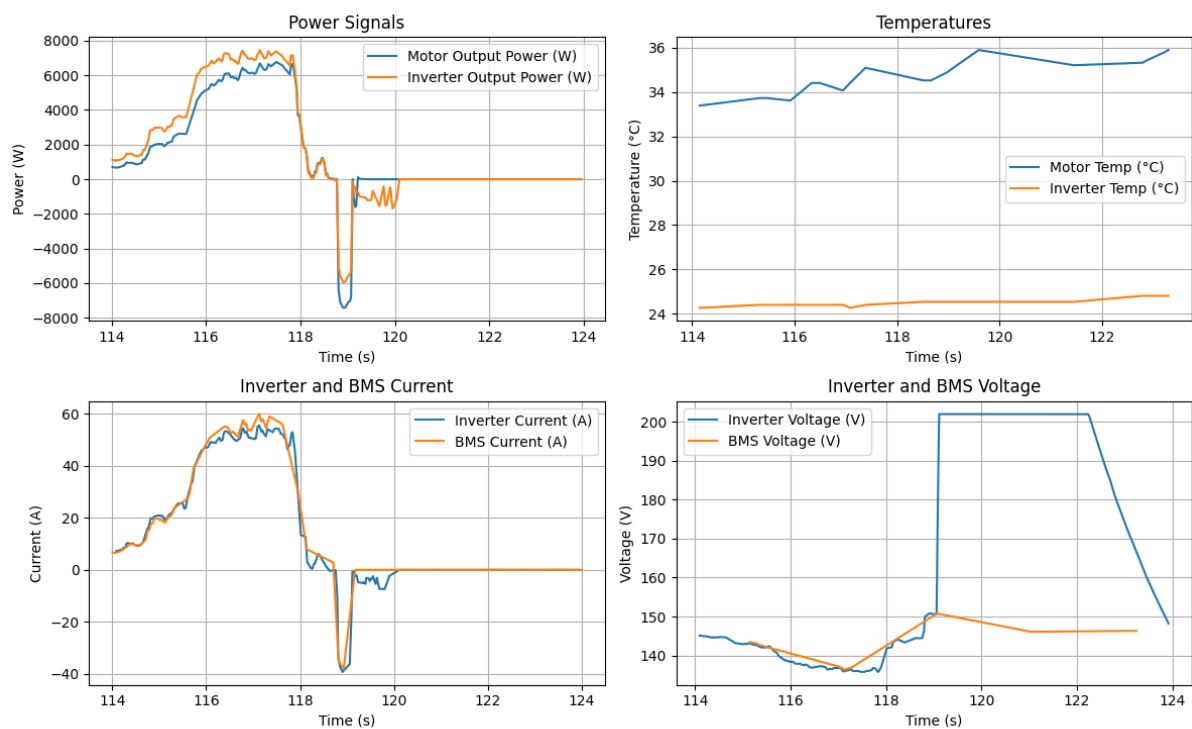 Power Signals
8000
6000
4000
2000
0
−2000
−4000
−6000
−8000
Power (W)
Motor Output Power (W)
Inverter Output Power (W)
114 116 118 120 122 124
Time (s)
Temperatures
36
34
32
30
28
26
24
Temperature (°C)
Motor Temp (°C)
Inverter Temp (°C)
114 116 118 120 122
Time (s)
Inverter and BMS Current
60
40
20
0
−20
−40
Current (A)
Inverter Current (A)
BMS Current (A)
114 116 118 120 122 124
Time (s)
Inverter and BMS Voltage
200
190
180
170
160
150
140
Voltage (V)
Inverter Voltage (V)
BMS Voltage (V)
114 116 118 120 122 124
Time (s)